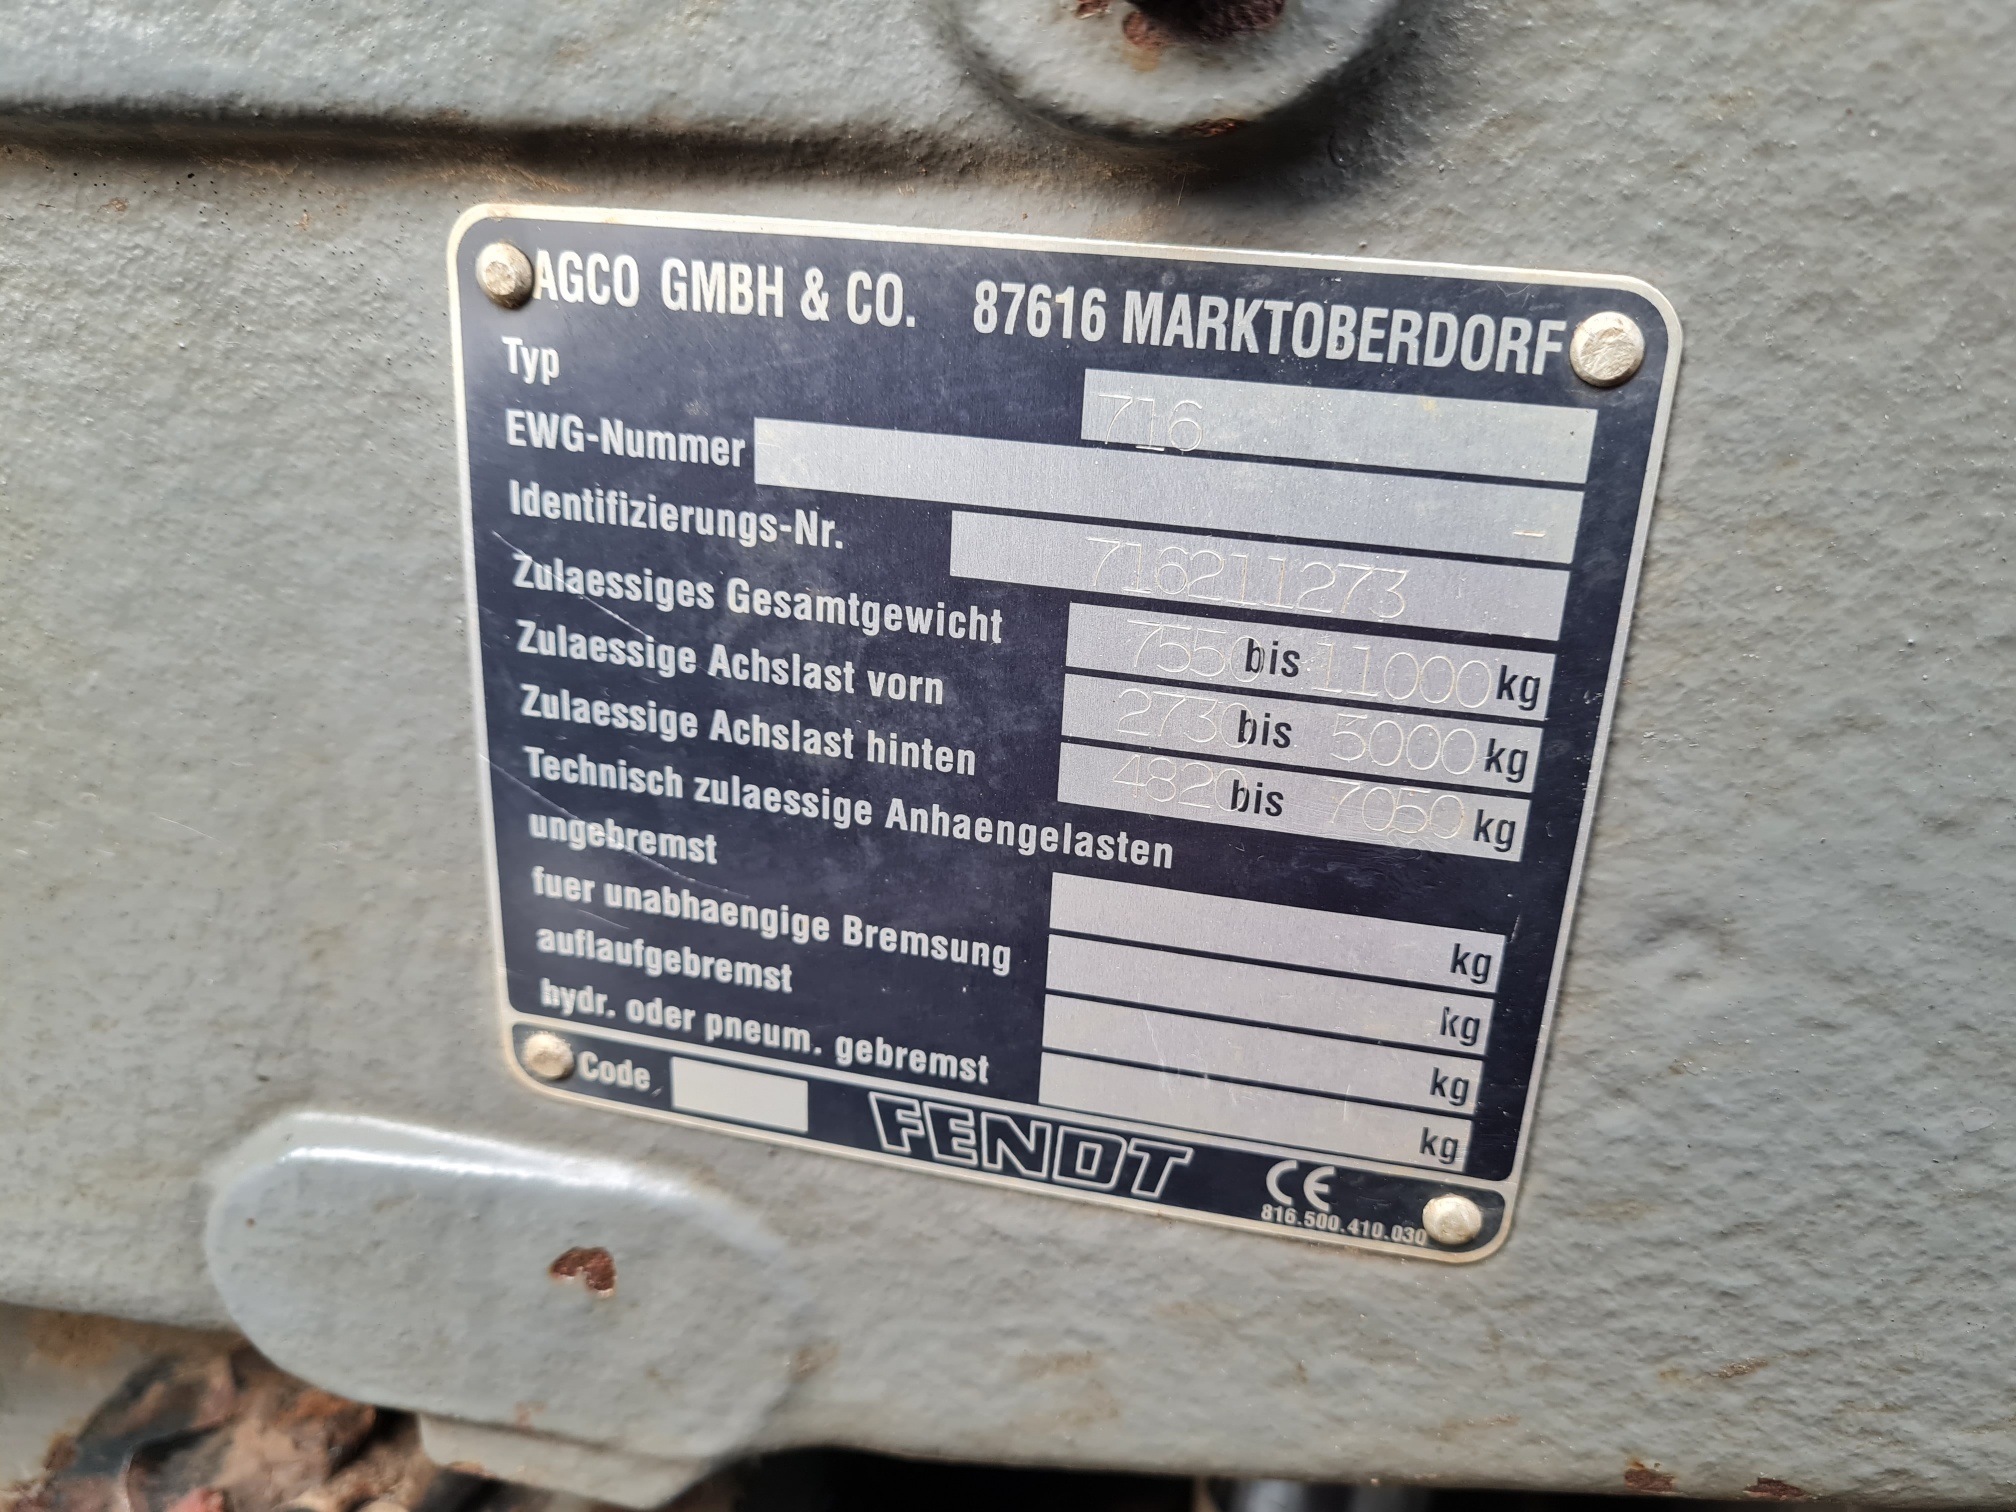 AGCO GMBH & CO. 87616 MARKTOBERDORF
Typ 716
EWG-Nummer -
Identifizierungs-Nr. 716211273
Zulaessiges Gesamtgewicht 7550 bis 11000 kg
Zulaessige Achslast vorn 2730 bis 5000 kg
Zulaessige Achslast hinten 4820 bis 7050 kg
Technisch zulaessige Anhaengelasten
ungebremst kg
fuer unabhaengige Bremsung kg
auflaufgebremst kg
hydr. oder pneum. gebremst kg
Code
FENDT CE
816.500.410.030